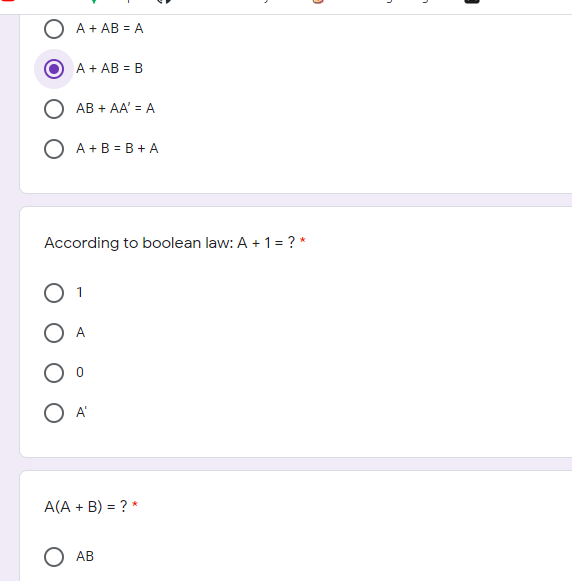 A + AB = A
A + AB = B
AB + AA' = A
A + B = B + A
According to boolean law: A + 1 = ? *
1
A
0
A'
A(A + B) = ? *
AB